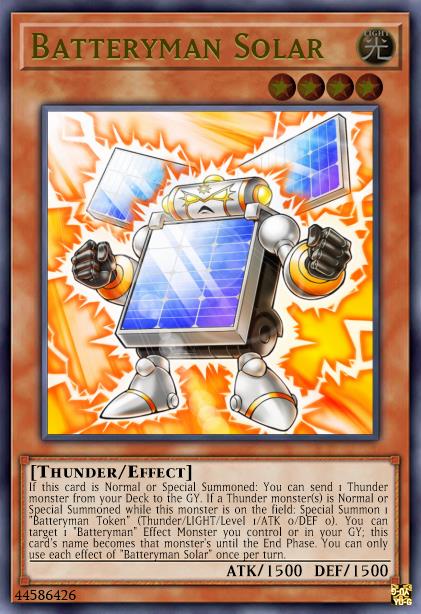 BATTERYMAN SOLAR
LIGHT
光
[THUNDER/EFFECT]
If this card is Normal or Special Summoned: You can send 1 Thunder
monster from your Deck to the GY. If a Thunder monster(s) is Normal or
Special Summoned while this monster is on the field: Special Summon 1
"Batteryman Token" (Thunder/LIGHT/Level 1/ATK 0/DEF 0). You can
target 1 "Batteryman" Effect Monster you control or in your GY; this
card's name becomes that monster's until the End Phase. You can only
use each effect of "Batteryman Solar" once per turn.
ATK/1500 DEF/1500
44586426